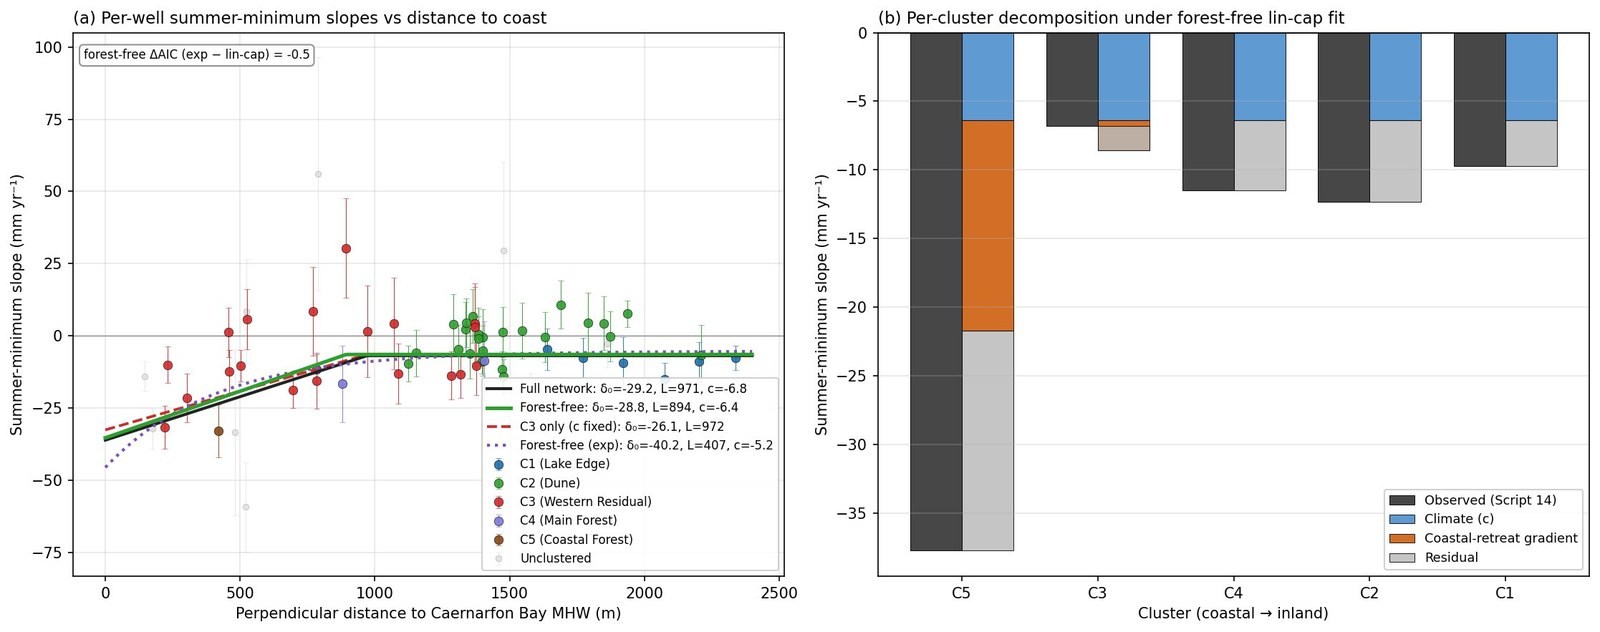 (a) Per-well summer-minimum slopes vs distance to coast
forest-free ΔAIC (exp − lin-cap) = -0.5
Summer-minimum slope (mm yr⁻¹)
100
75
50
25
0
−25
−50
−75
0
500
1000
1500
2000
2500
Perpendicular distance to Caernarfon Bay MHW (m)
Full network: δ₀=-29.2, L=971, c=-6.8
Forest-free: δ₀=-28.8, L=894, c=-6.4
C3 only (c fixed): δ₀=-26.1, L=972
Forest-free (exp): δ₀=-40.2, L=407, c=-5.2
C1 (Lake Edge)
C2 (Dune)
C3 (Western Residual)
C4 (Main Forest)
C5 (Coastal Forest)
Unclustered
(b) Per-cluster decomposition under forest-free lin-cap fit
Summer-minimum slope (mm yr⁻¹)
0
−5
−10
−15
−20
−25
−30
−35
C5
C3
C4
C2
C1
Cluster (coastal → inland)
Observed (Script 14)
Climate (c)
Coastal-retreat gradient
Residual